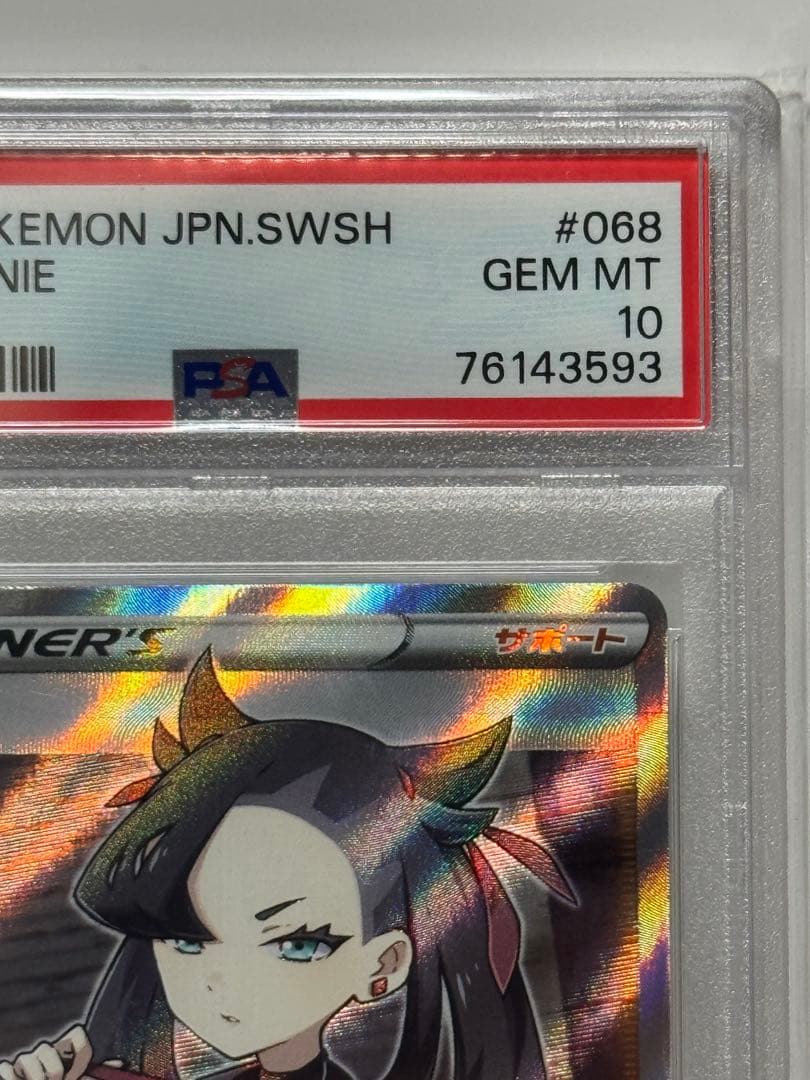 KEMON JPN.SWSH #068
NIE GEM MT
10
PSA 76143593
NER'S サポート